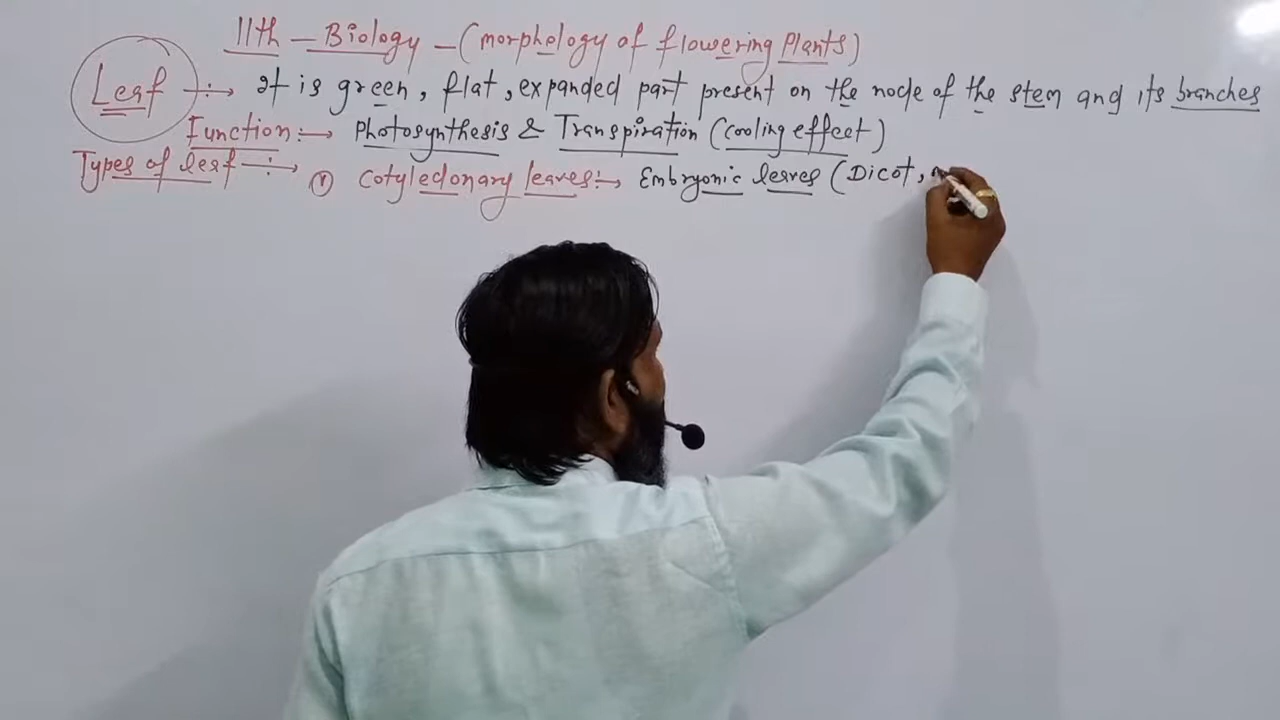 11th - Biology - (morphology of flowering Plants)
Leaf :→ It is green, flat, expanded part present on the node of the stem and its branches
Function :→ Photosynthesis & Transpiration (cooling effect)
Types of leaf :→ ① Cotyledonary leaves :→ Embryonic leaves (Dicot,